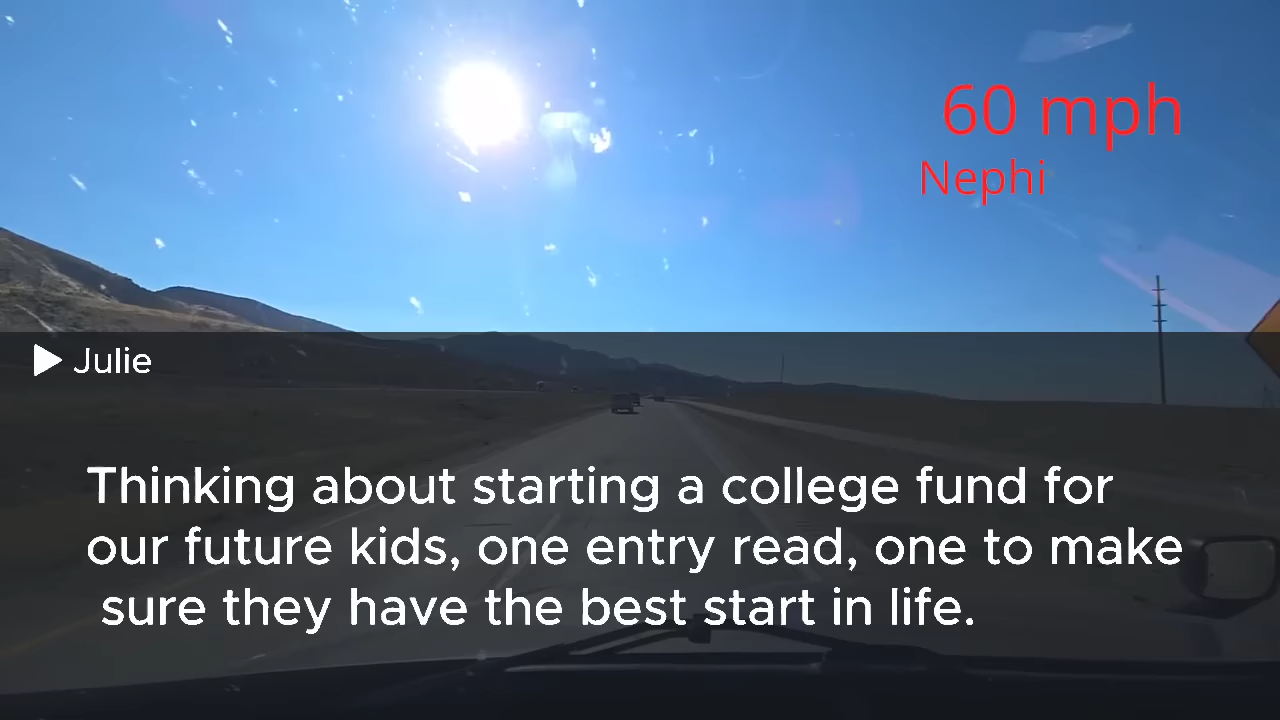 60 mph
Nephi
Julie
Thinking about starting a college fund for
our future kids, one entry read, one to make
sure they have the best start in life.